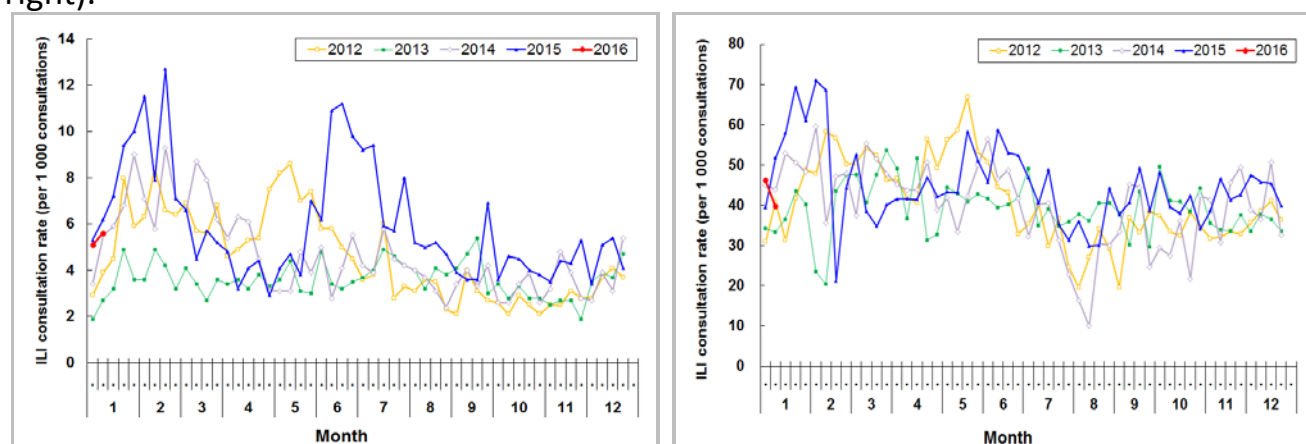 right).
ILI consultation rate (per 1 000 consultations)
14
12
10
8
6
4
2
0
2012 2013 2014 2015 2016
1 2 3 4 5 6 7 8 9 10 11 12
Month
ILI consultation rate (per 1 000 consultations)
80
70
60
50
40
30
20
10
0
2012 2013 2014 2015 2016
1 2 3 4 5 6 7 8 9 10 11 12
Month